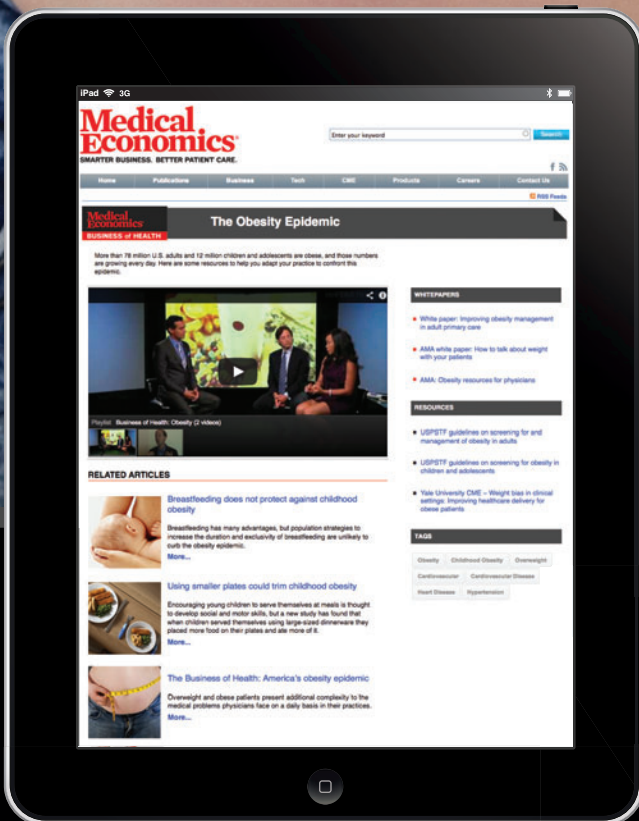 iPad 3G
Medical
Economics
SMARTER BUSINESS. BETTER PATIENT CARE.
Enter your keyword
Search
Home Publications Business Tech CME Products Careers Contact Us
RSS Feeds
Medical
Economics
BUSINESS of HEALTH
The Obesity Epidemic
More than 78 million U.S. adults and 12 million children and adolescents are obese, and those numbers
are growing every day. Here are some resources to help you adapt your practice to confront this
epidemic.
Playlist Business of Health: Obesity (2 videos)
RELATED ARTICLES
Breastfeeding does not protect against childhood
obesity
Breastfeeding has many advantages, but population strategies to
increase the duration and exclusivity of breastfeeding are unlikely to
curb the obesity epidemic.
More...
Using smaller plates could trim childhood obesity
Encouraging young children to serve themselves at meals is thought
to develop social and motor skills, but a new study has found that
when children served themselves using large-sized dinnerware they
placed more food on their plates and ate more of it.
More...
The Business of Health: America's obesity epidemic
Overweight and obese patients present additional complexity to the
medical problems physicians face on a daily basis in their practices.
More...
WHITEPAPERS
White paper: Improving obesity management
in adult primary care
AMA white paper: How to talk about weight
with your patients
AMA: Obesity resources for physicians
RESOURCES
USPSTF guidelines on screening for and
management of obesity in adults
USPSTF guidelines on screening for obesity in
children and adolescents
Yale University CME – Weight bias in clinical
settings: Improving healthcare delivery for
obese patients
TAGS
Obesity Childhood Obesity Overweight
Cardiovascular Cardiovascular Disease
Heart Disease Hypertension